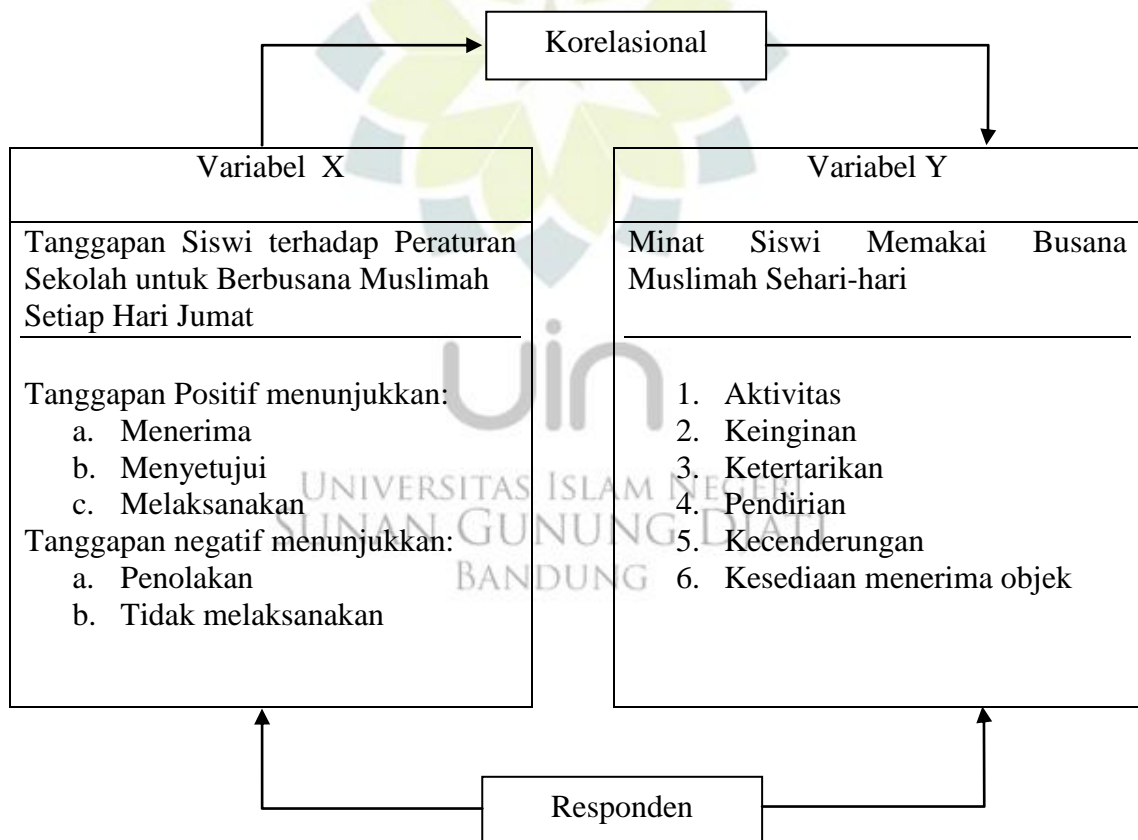 Korelasional
Variabel X
Tanggapan Siswi terhadap Peraturan
Sekolah untuk Berbusana Muslimah
Setiap Hari Jumat
Tanggapan Positif menunjukkan:
a. Menerima
b. Menyetujui
c. Melaksanakan
Tanggapan negatif menunjukkan:
a. Penolakan
b. Tidak melaksanakan
Variabel Y
Minat Siswi Memakai Busana
Muslimah Sehari-hari
1. Aktivitas
2. Keinginan
3. Ketertarikan
4. Pendirian
5. Kecenderungan
6. Kesediaan menerima objek
Responden
uin
UNIVERSITAS ISLAM NEGERI
SUNAN GUNUNG DJATI
BANDUNG